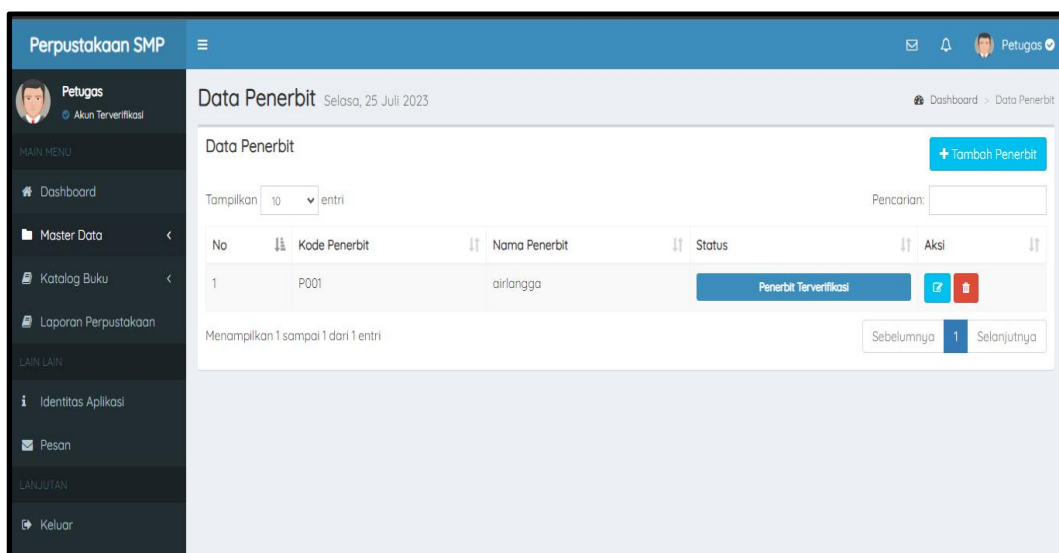 Perpustakaan SMP
Petugas
Petugas
Akun Terverifikasi
MAIN MENU
Dashboard
Master Data
Katalog Buku
Laporan Perpustakaan
LAIN LAIN
Identitas Aplikasi
Pesan
LANJUTAN
Keluar
Data Penerbit Selasa, 25 Juli 2023
Dashboard > Data Penerbit
Data Penerbit
+ Tambah Penerbit
Tampilkan 10 entri
Pencarian:
No Kode Penerbit Nama Penerbit Status Aksi
1 P001 airlangga Penerbit Terverifikasi
Menampilkan 1 sampai 1 dari 1 entri
Sebelumnya 1 Selanjutnya